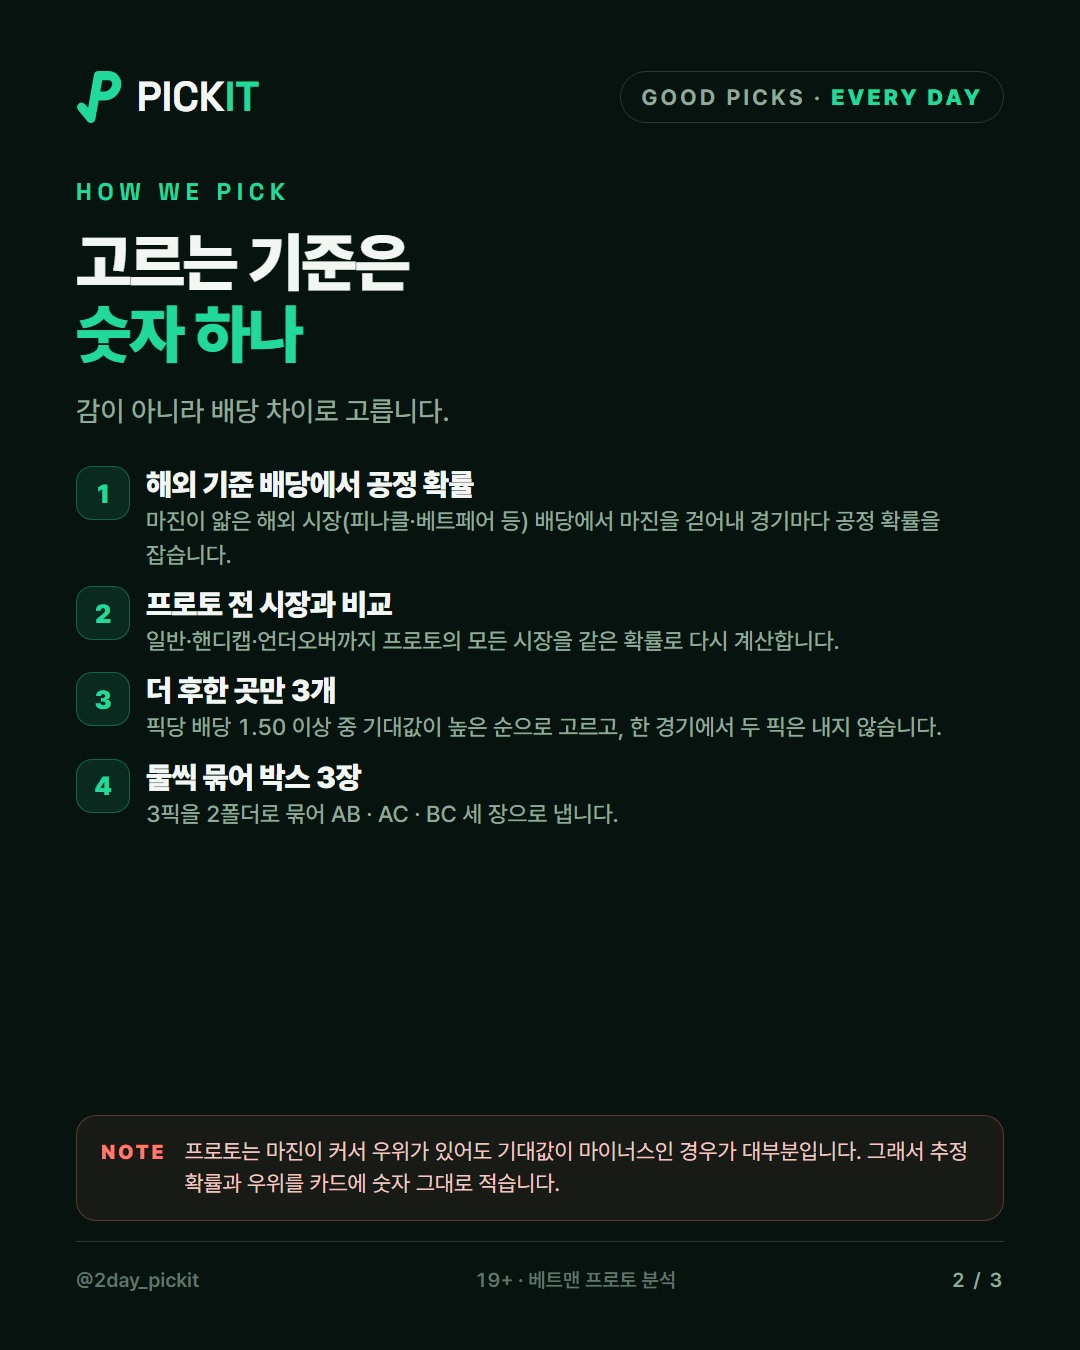 PICKIT
GOOD PICKS · EVERY DAY
HOW WE PICK
고르는 기준은
숫자 하나
감이 아니라 배당 차이로 고릅니다.
1
해외 기준 배당에서 공정 확률
마진이 얇은 해외 시장(피나클·베트페어 등) 배당에서 마진을 걷어내 경기마다 공정 확률을
잡습니다.
2
프로토 전 시장과 비교
일반·핸디캡·언더오버까지 프로토의 모든 시장을 같은 확률로 다시 계산합니다.
3
더 후한 곳만 3개
픽당 배당 1.50 이상 중 기대값이 높은 순으로 고르고, 한 경기에서 두 픽은 내지 않습니다.
4
둘씩 묶어 박스 3장
3픽을 2폴더로 묶어 AB · AC · BC 세 장으로 냅니다.
NOTE 프로토는 마진이 커서 우위가 있어도 기대값이 마이너스인 경우가 대부분입니다. 그래서 추정
확률과 우위를 카드에 숫자 그대로 적습니다.
@2day_pickit
19+ · 베트맨 프로토 분석
2 / 3